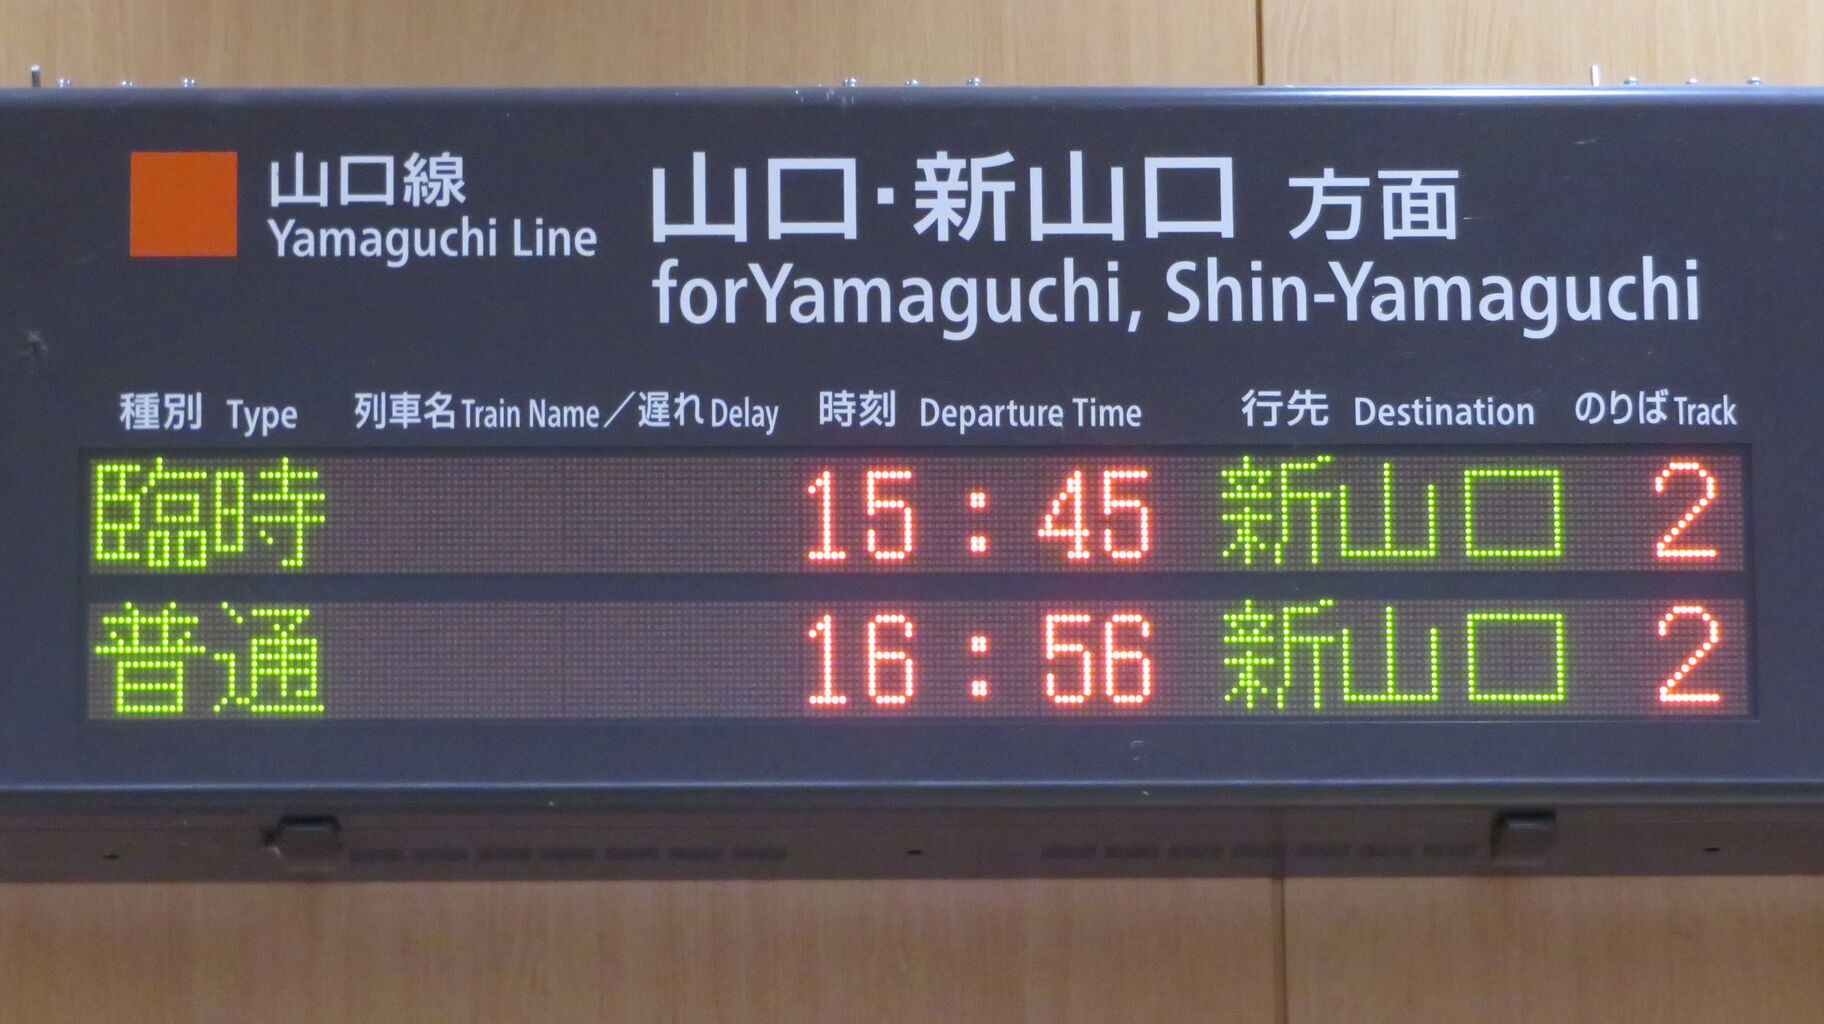 山口線 山口・新山口 方面
Yamaguchi Line for Yamaguchi, Shin-Yamaguchi
種別 Type 列車名 Train Name／遅れ Delay 時刻 Departure Time 行先 Destination のりば Track
臨時 15:45 新山口 2
普通 16:56 新山口 2